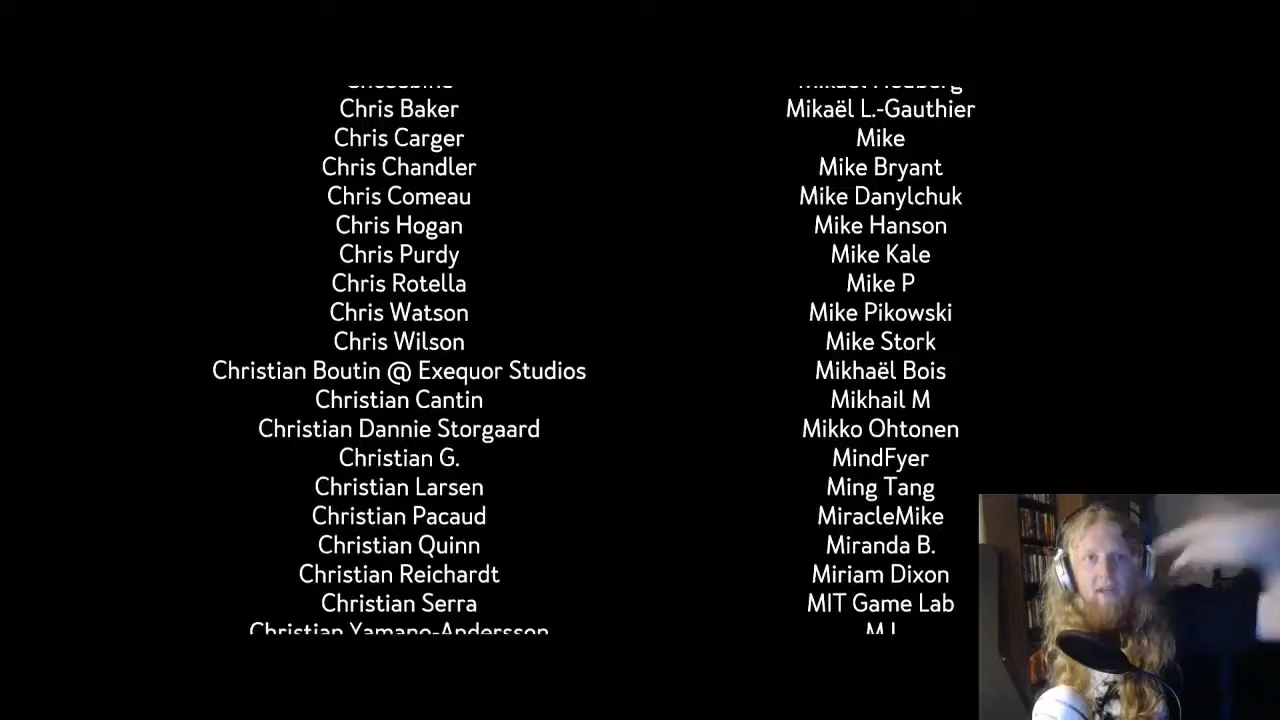 Chris Baker
Chris Carger
Chris Chandler
Chris Comeau
Chris Hogan
Chris Purdy
Chris Rotella
Chris Watson
Chris Wilson
Christian Boutin @ Exequor Studios
Christian Cantin
Christian Dannie Storgaard
Christian G.
Christian Larsen
Christian Pacaud
Christian Quinn
Christian Reichardt
Christian Serra
Christian Yamano-Andersson
Mikaël L.-Gauthier
Mike
Mike Bryant
Mike Danylchuk
Mike Hanson
Mike Kale
Mike P
Mike Pikowski
Mike Stork
Mikhaël Bois
Mikhail M
Mikko Ohtonen
MindFyer
Ming Tang
MiracleMike
Miranda B.
Miriam Dixon
MIT Game Lab